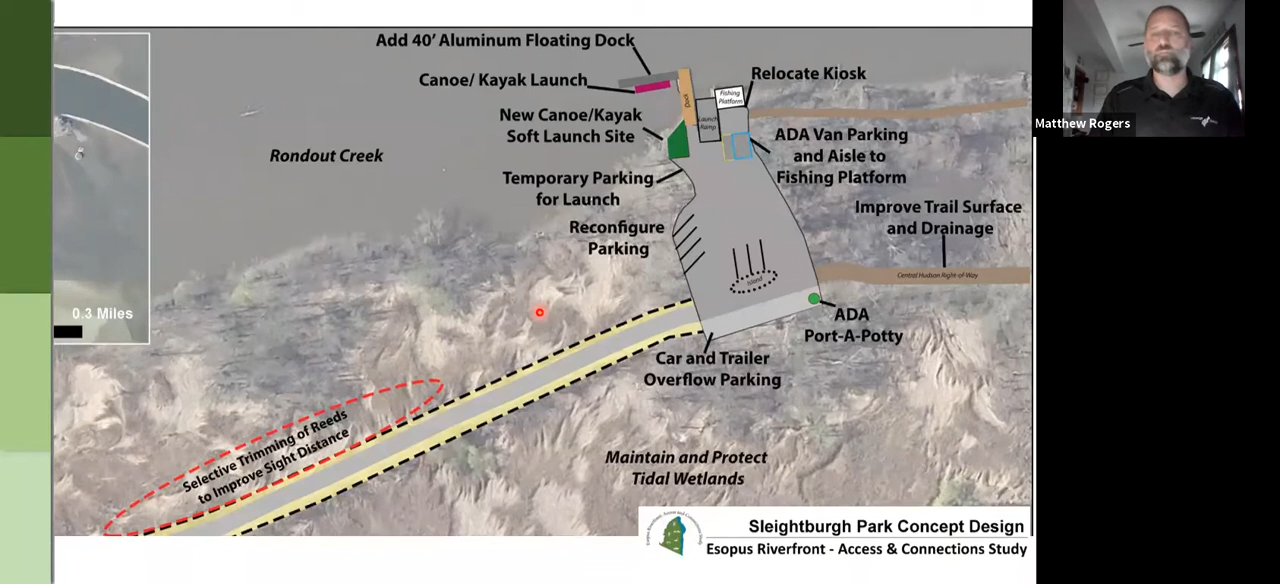 Add 40' Aluminum Floating Dock
Canoe/ Kayak Launch
Relocate Kiosk
Fishing
Platform
Dock
Launch
Ramp
New Canoe/Kayak
Soft Launch Site
Matthew Rogers
ADA Van Parking
and Aisle to
Fishing Platform
Rondout Creek
Temporary Parking
for Launch
Improve Trail Surface
and Drainage
Reconfigure
Parking
Central Hudson Right-of-Way
Island
0.3 Miles
ADA
Port-A-Potty
Car and Trailer
Overflow Parking
Selective Trimming of Reeds
to Improve Sight Distance
Maintain and Protect
Tidal Wetlands
Sleightburgh Park Concept Design
Esopus Riverfront - Access & Connections Study